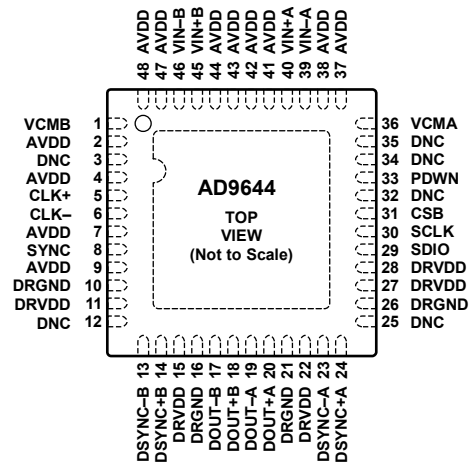 48 AVDD
47 AVDD
46 VIN–B
45 VIN+B
44 AVDD
43 AVDD
42 AVDD
41 AVDD
40 VIN+A
39 VIN–A
38 AVDD
37 AVDD
VCMB 1
AVDD 2
DNC 3
AVDD 4
CLK+ 5
CLK– 6
AVDD 7
SYNC 8
AVDD 9
DRGND 10
DRVDD 11
DNC 12
AD9644
TOP
VIEW
(Not to Scale)
36 VCMA
35 DNC
34 DNC
33 PDWN
32 DNC
31 CSB
30 SCLK
29 SDIO
28 DRVDD
27 DRVDD
26 DRGND
25 DNC
DSYNC–B 13
DSYNC+B 14
DRVDD 15
DRGND 16
DOUT–B 17
DOUT+B 18
DOUT–A 19
DOUT+A 20
DRGND 21
DRVDD 22
DSYNC–A 23
DSYNC+A 24